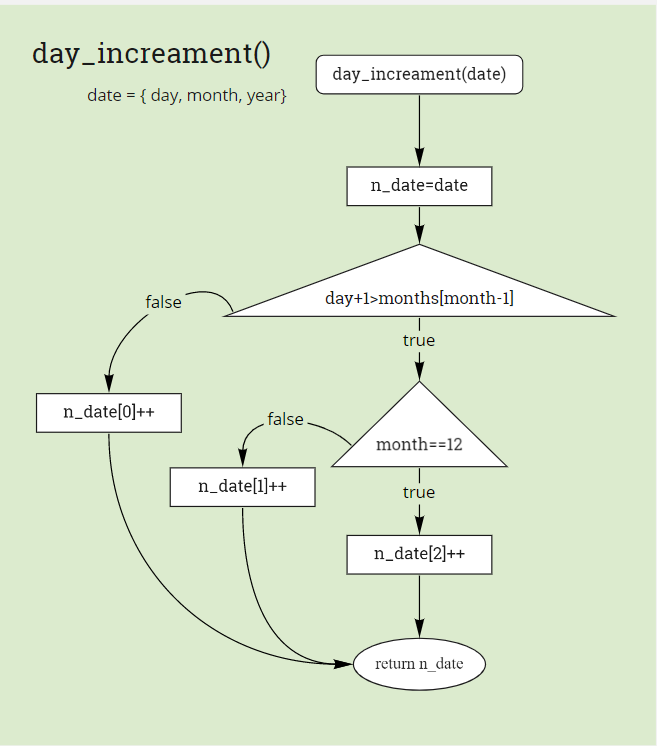 day_increament()
date = { day, month, year}
day_increament(date)
n_date=date
day+1>months[month-1]
false
true
n_date[0]++
false
month==12
n_date[1]++
true
n_date[2]++
return n_date